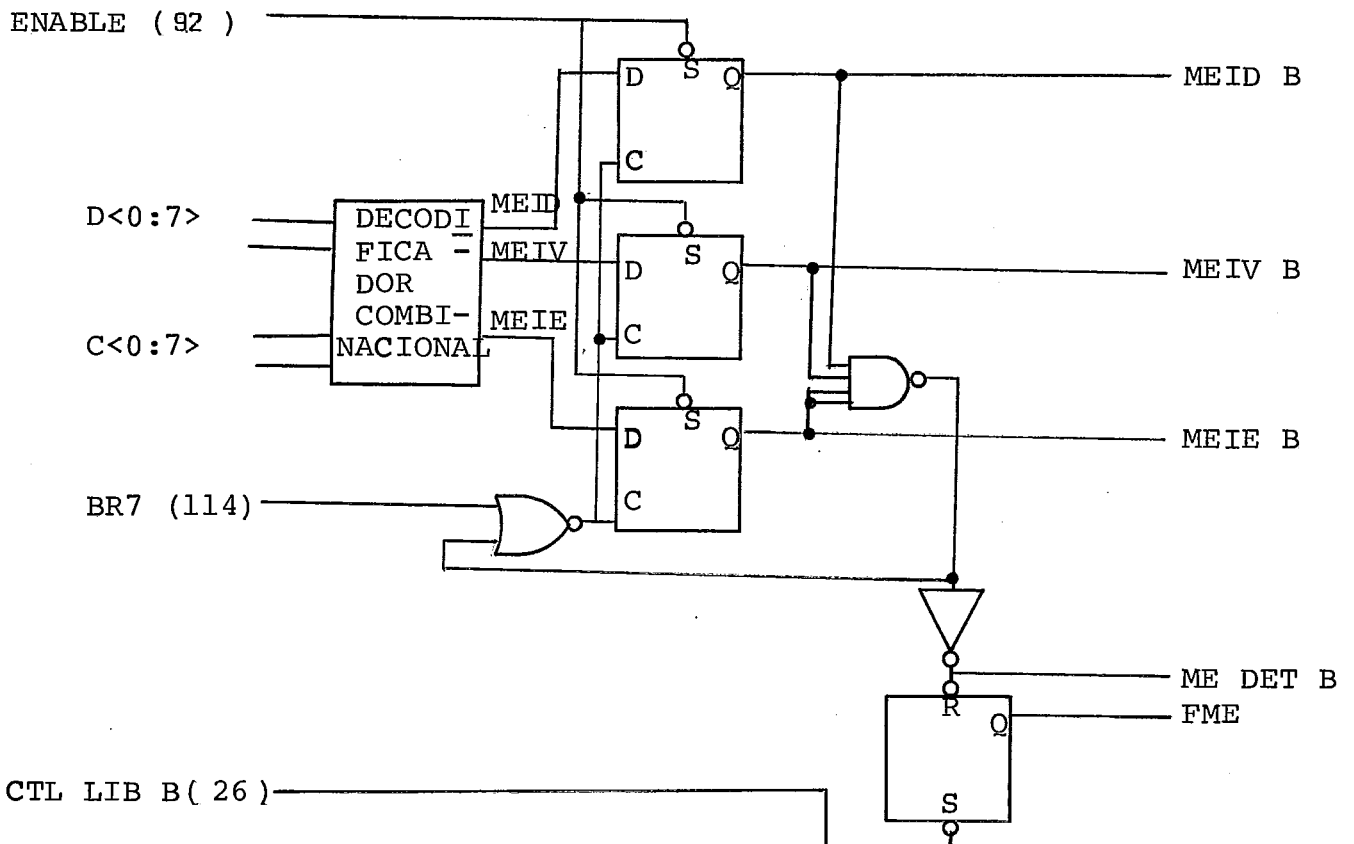 ENABLE (92)
S
D Q
MEID B
C
D<0:7>
MEID
DECODI
FICA -
DOR
COMBI-
NACIONAL
MEIV
S
D Q
MEIV B
C<0:7>
MEIE
C
S
D Q
MEIE B
C
BR7 (114)
ME DET B
R
Q
FME
CTL LIB B(26)
S